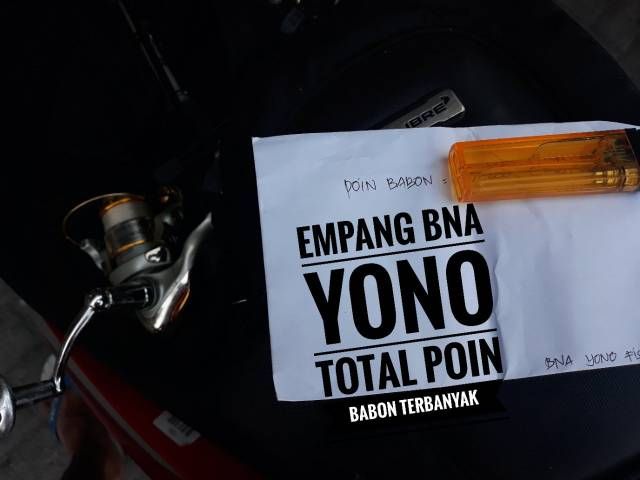 POIN BABON =
EMPANG BNA
YONO
TOTAL POIN
BABON TERBANYAK
BNA YONO